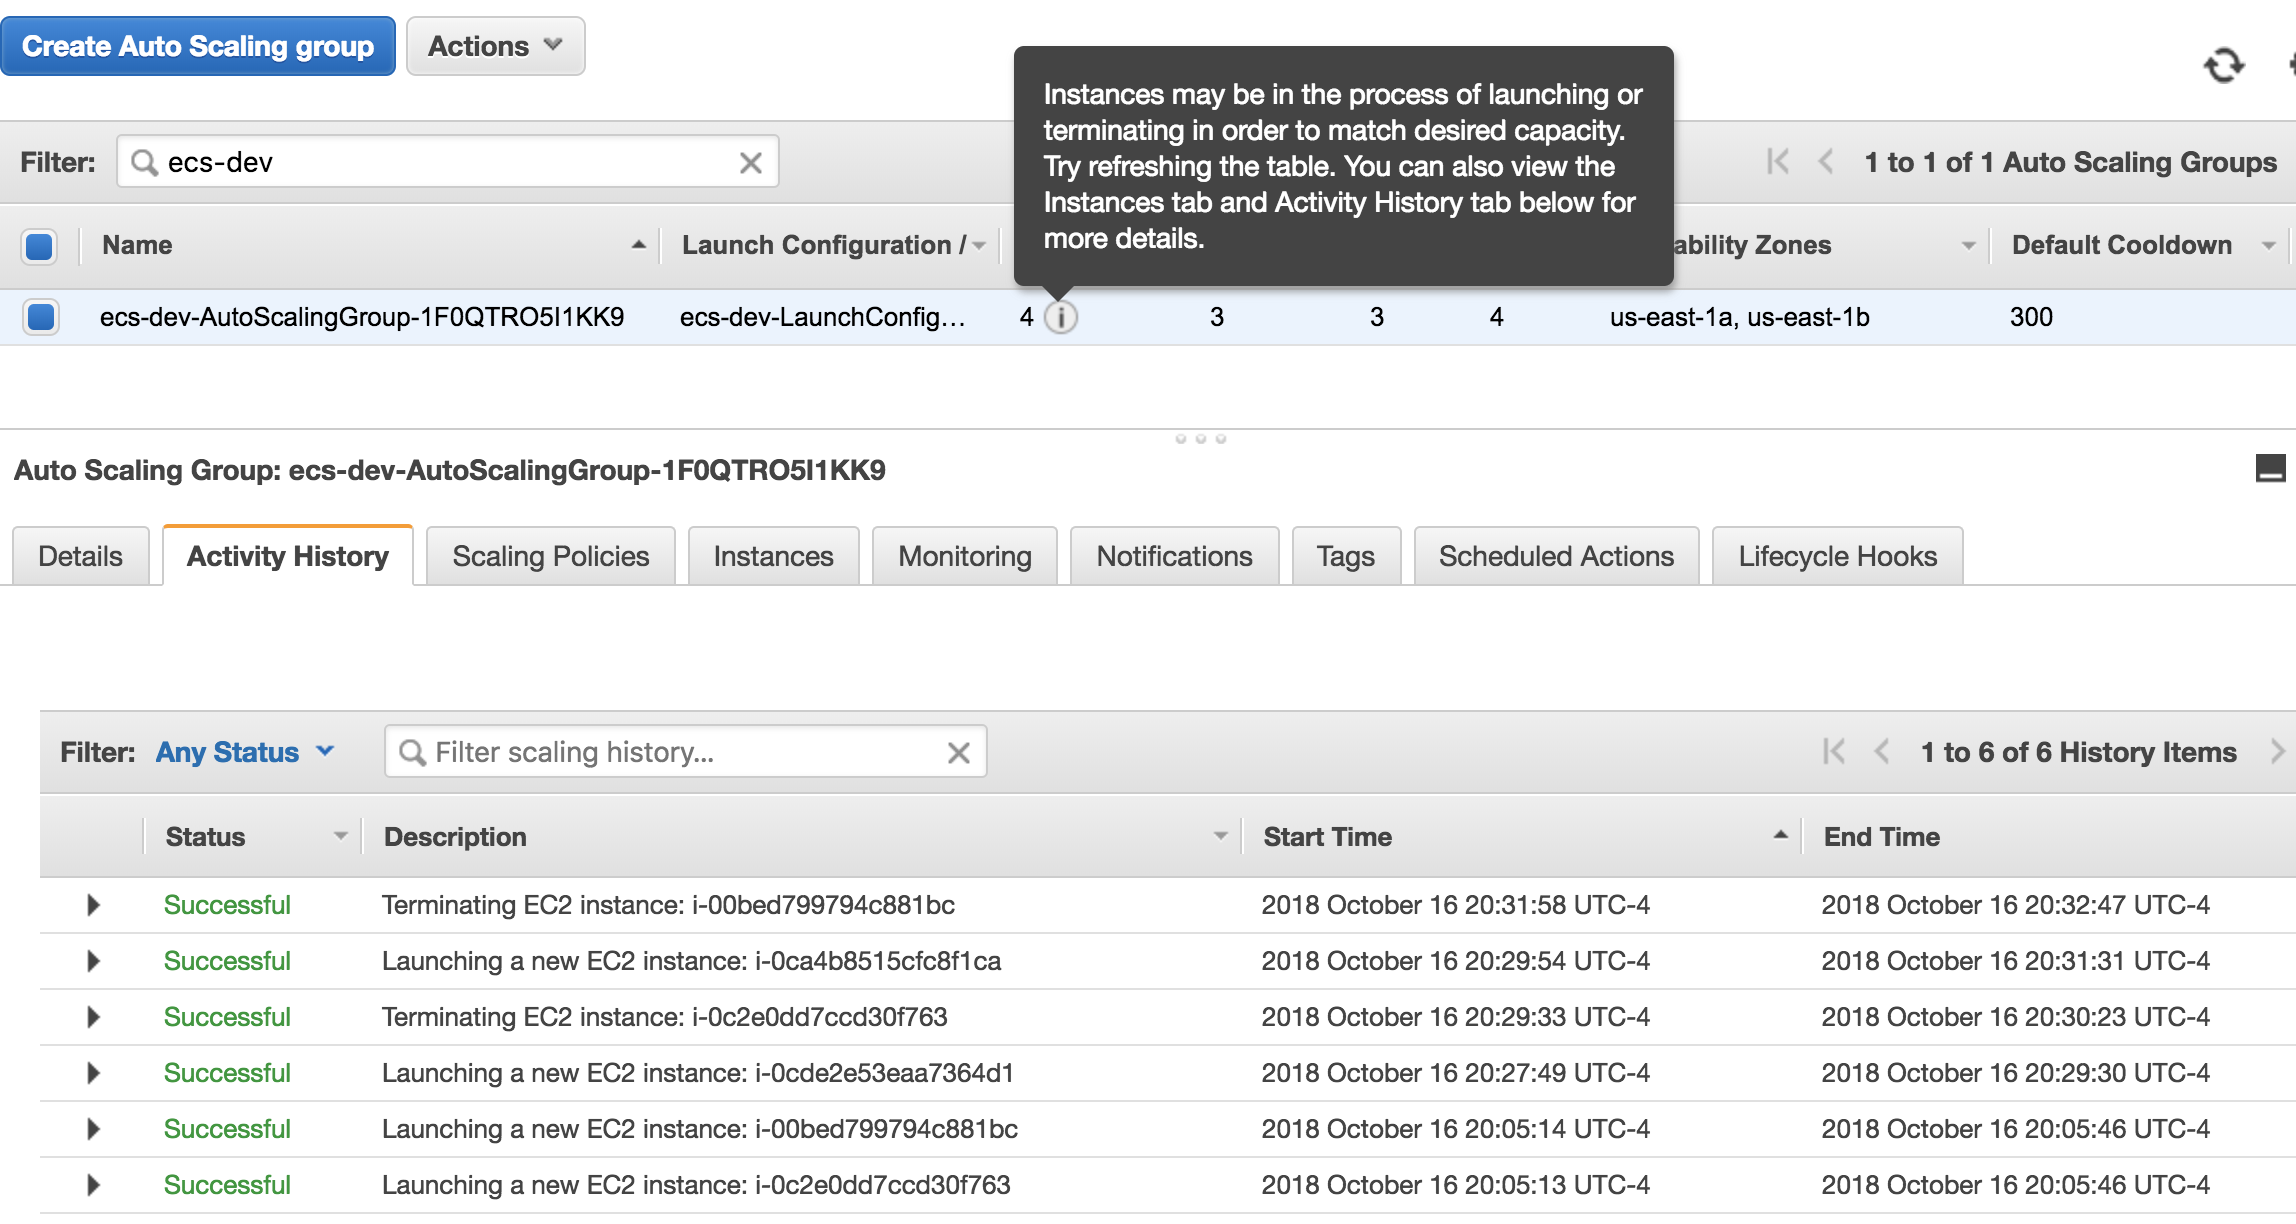 Create Auto Scaling group
Actions
Instances may be in the process of launching or
terminating in order to match desired capacity.
Try refreshing the table. You can also view the
Instances tab and Activity History tab below for
more details.
Filter:
ecs-dev
1 to 1 of 1 Auto Scaling Groups
Name
Launch Configuration /
ability Zones
Default Cooldown
ecs-dev-AutoScalingGroup-1F0QTRO5I1KK9
ecs-dev-LaunchConfig…
4
3
3
4
us-east-1a, us-east-1b
300
Auto Scaling Group: ecs-dev-AutoScalingGroup-1F0QTRO5I1KK9
Details
Activity History
Scaling Policies
Instances
Monitoring
Notifications
Tags
Scheduled Actions
Lifecycle Hooks
Filter:
Any Status
Filter scaling history...
1 to 6 of 6 History Items
Status
Description
Start Time
End Time
Successful
Terminating EC2 instance: i-00bed799794c881bc
2018 October 16 20:31:58 UTC-4
2018 October 16 20:32:47 UTC-4
Successful
Launching a new EC2 instance: i-0ca4b8515cfc8f1ca
2018 October 16 20:29:54 UTC-4
2018 October 16 20:31:31 UTC-4
Successful
Terminating EC2 instance: i-0c2e0dd7ccd30f763
2018 October 16 20:29:33 UTC-4
2018 October 16 20:30:23 UTC-4
Successful
Launching a new EC2 instance: i-0cde2e53eaa7364d1
2018 October 16 20:27:49 UTC-4
2018 October 16 20:29:30 UTC-4
Successful
Launching a new EC2 instance: i-00bed799794c881bc
2018 October 16 20:05:14 UTC-4
2018 October 16 20:05:46 UTC-4
Successful
Launching a new EC2 instance: i-0c2e0dd7ccd30f763
2018 October 16 20:05:13 UTC-4
2018 October 16 20:05:46 UTC-4